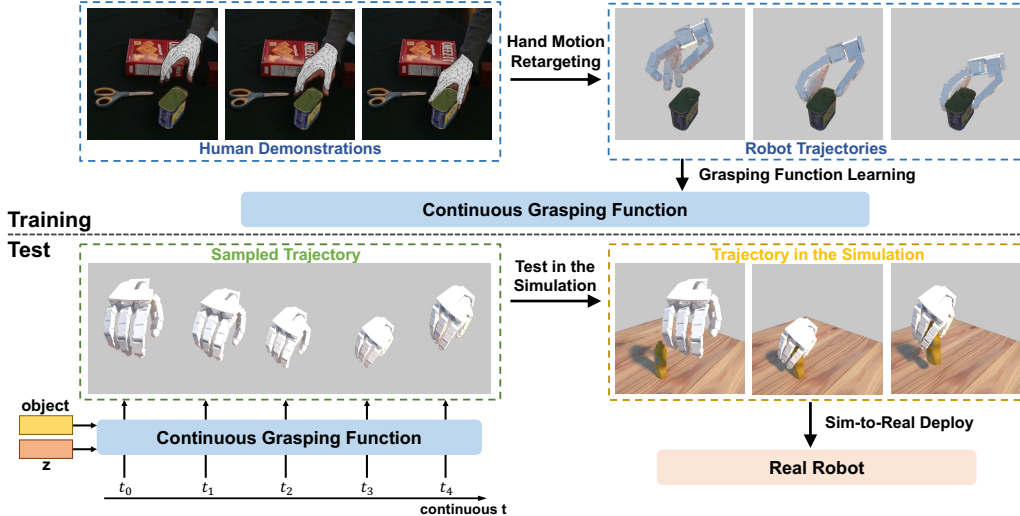 Hand Motion
Retargeting
Human Demonstrations
Robot Trajectories
Grasping Function Learning
Continuous Grasping Function
Training
Test
Sampled Trajectory
Test in the
Simulation
Trajectory in the Simulation
object
z
Continuous Grasping Function
Sim-to-Real Deploy
Real Robot
t₀ t₁ t₂ t₃ t₄
continuous t